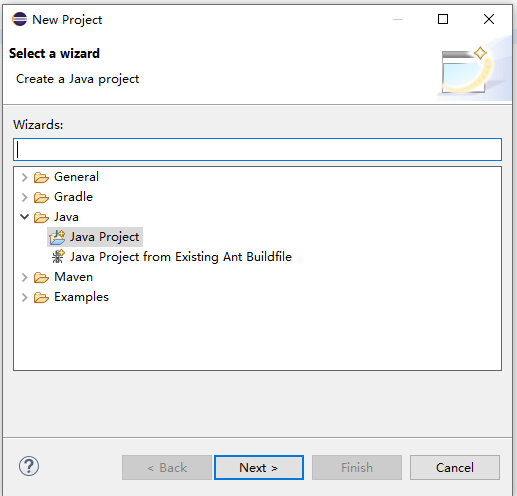 New Project
Select a wizard
Create a Java project
Wizards:
General
Gradle
Java
Java Project
Java Project from Existing Ant Buildfile
Maven
Examples
?
< Back
Next >
Finish
Cancel